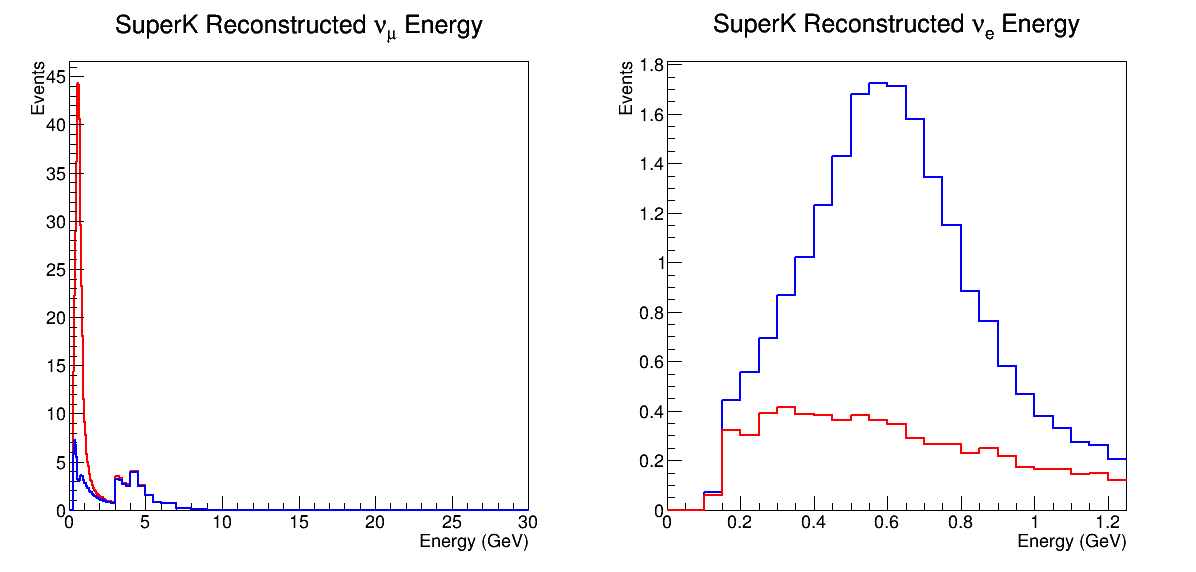 SuperK Reconstructed νμ Energy
Events
45
40
35
30
25
20
15
10
5
0
0 5 10 15 20 25 30
Energy (GeV)
SuperK Reconstructed νe Energy
Events
1.8
1.6
1.4
1.2
1
0.8
0.6
0.4
0.2
0
0 0.2 0.4 0.6 0.8 1 1.2
Energy (GeV)